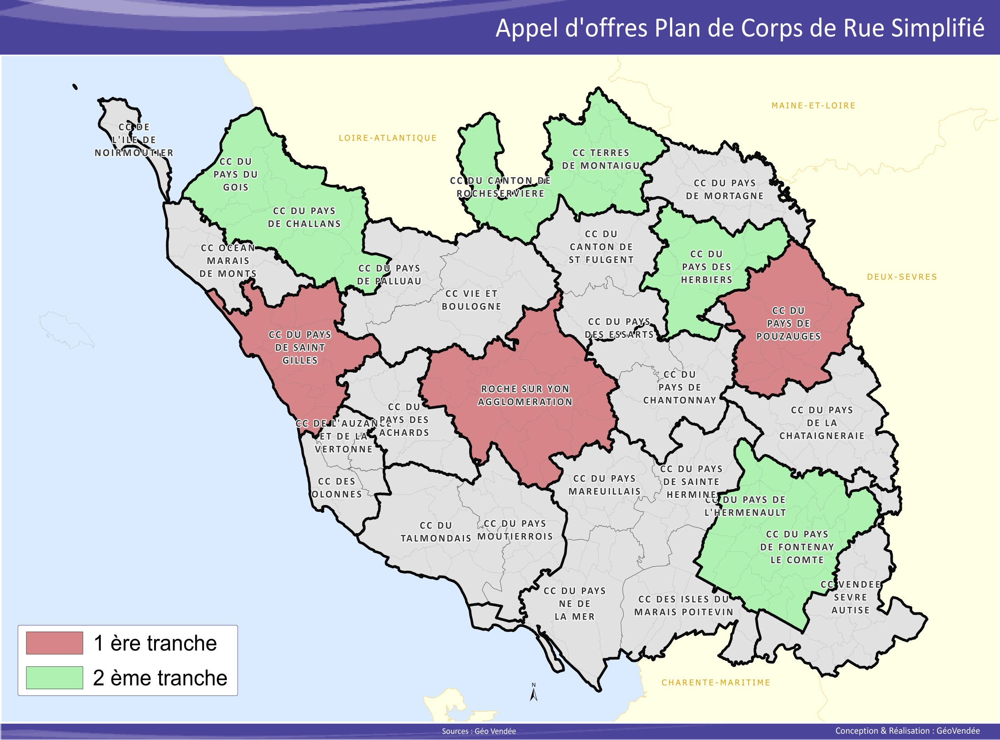 Appel d'offres Plan de Corps de Rue Simplifié
MAINE-ET-LOIRE
LOIRE-ATLANTIQUE
DEUX-SEVRES
CHARENTE-MARITIME
CC DE
L'ILE DE
NOIRMOUTIER
CC DU
PAYS DU
GOIS
CC DU PAYS
DE CHALLANS
CC OCEAN
MARAIS
DE MONTS
CC DU PAYS
DE PALLUAU
CC DU CANTON DE
ROCHESERVIERE
CC TERRES
DE MONTAIGU
CC DU PAYS
DE MORTAGNE
CC DU
CANTON DE
ST FULGENT
CC DU
PAYS DES
HERBIERS
CC VIE ET
BOULOGNE
CC DU PAYS
DES ESSARTS
CC DU
PAYS DE
POUZAUGES
CC DU PAYS
DE SAINT
GILLES
ROCHE SUR YON
AGGLOMERATION
CC DU
PAYS DE
CHANTONNAY
CC DU
PAYS DES
ACHARDS
CC DE L'AUZANCE
ET DE LA
VERTONNE
CC DU PAYS
DE LA
CHATAIGNERAIE
CC DES
OLONNES
CC DU PAYS
MAREUILLAIS
CC DU PAYS
DE SAINTE
HERMINE
CC DU PAYS DE
L'HERMENAULT
CC DU
TALMONDAIS
CC DU PAYS
MOUTIERROIS
CC DU PAYS
DE FONTENAY
LE COMTE
CC DU PAYS
NE DE
LA MER
CC DES ISLES DU
MARAIS POITEVIN
CC VENDEE
SEVRE
AUTISE
1 ère tranche
2 ème tranche
N
Sources : Géo Vendée
Conception & Réalisation : GéoVendée